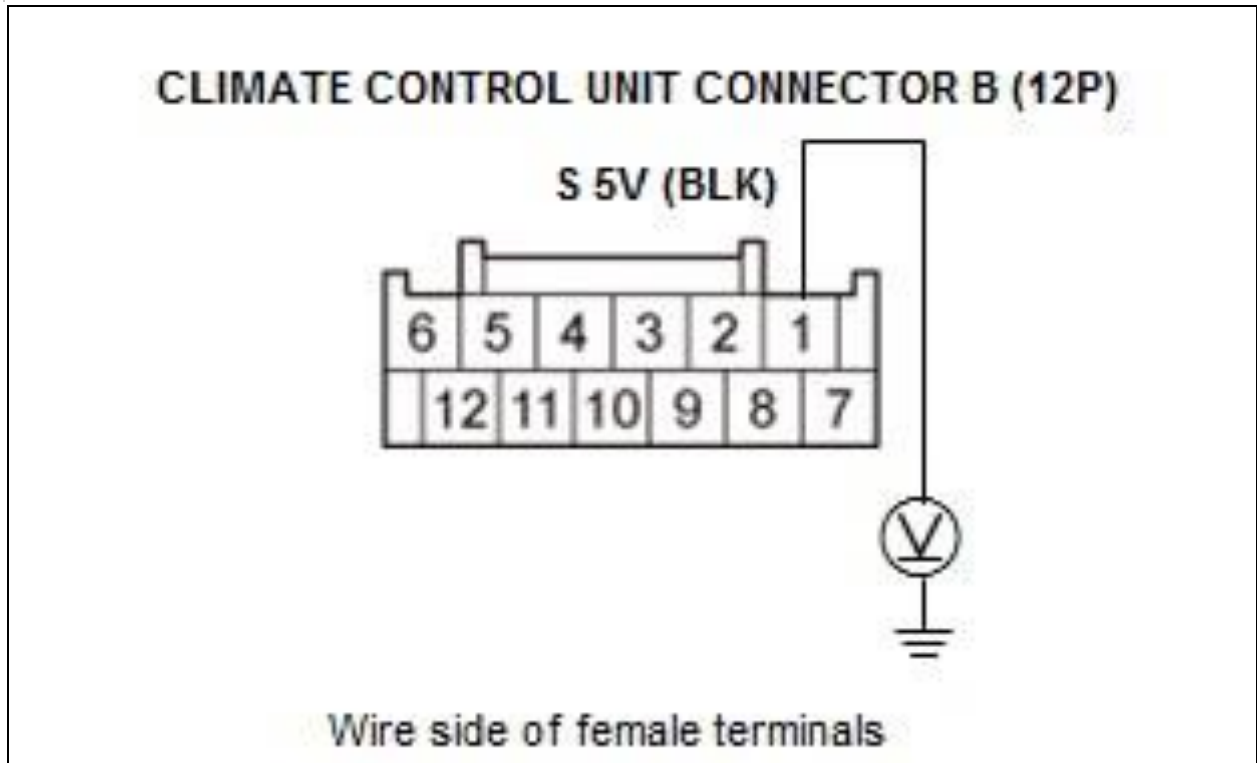 CLIMATE CONTROL UNIT CONNECTOR B (12P)
S 5V (BLK)
6 5 4 3 2 1
12 11 10 9 8 7
V
Wire side of female terminals